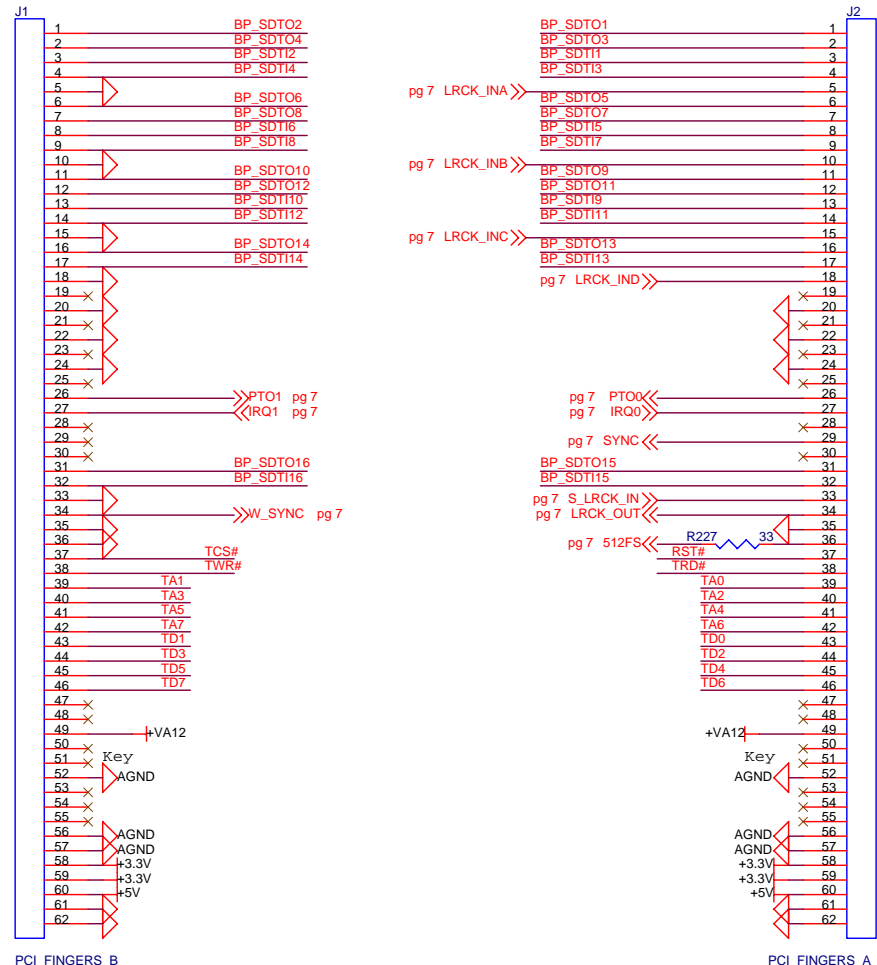 J1
1 BP_SDTO2
2 BP_SDTO4
3 BP_SDTI2
4 BP_SDTI4
5
6 BP_SDTO6
7 BP_SDTO8
8 BP_SDTI6
9 BP_SDTI8
10
11 BP_SDTO10
12 BP_SDTO12
13 BP_SDTI10
14 BP_SDTI12
15
16 BP_SDTO14
17 BP_SDTI14
18
19
20
21
22
23
24
25
26 PTO1 pg 7
27 IRQ1 pg 7
28
29
30
31 BP_SDTO16
32 BP_SDTI16
33
34 W_SYNC pg 7
35
36
37 TCS#
38 TWR#
39 TA1
40 TA3
41 TA5
42 TA7
43 TD1
44 TD3
45 TD5
46 TD7
47
48
49 +VA12
50
51 Key
52 AGND
53
54
55
56 AGND
57 AGND
58 +3.3V
59 +3.3V
60 +5V
61
62
PCI FINGERS B
J2
BP_SDTO1 1
BP_SDTO3 2
BP_SDTI1 3
BP_SDTI3 4
pg 7 LRCK_INA 5
BP_SDTO5 6
BP_SDTO7 7
BP_SDTI5 8
BP_SDTI7 9
pg 7 LRCK_INB 10
BP_SDTO9 11
BP_SDTO11 12
BP_SDTI9 13
BP_SDTI11 14
pg 7 LRCK_INC 15
BP_SDTO13 16
BP_SDTI13 17
pg 7 LRCK_IND 18
19
20
21
22
23
24
25
pg 7 PTO0 26
pg 7 IRQ0 27
28
pg 7 SYNC 29
30
BP_SDTO15 31
BP_SDTI15 32
pg 7 S_LRCK_IN 33
pg 7 LRCK_OUT 34
35
pg 7 512FS R227 33 36
RST# 37
TRD# 38
TA0 39
TA2 40
TA4 41
TA6 42
TD0 43
TD2 44
TD4 45
TD6 46
47
48
+VA12 49
50
Key 51
AGND 52
53
54
55
AGND 56
AGND 57
+3.3V 58
+3.3V 59
+5V 60
61
62
PCI FINGERS A